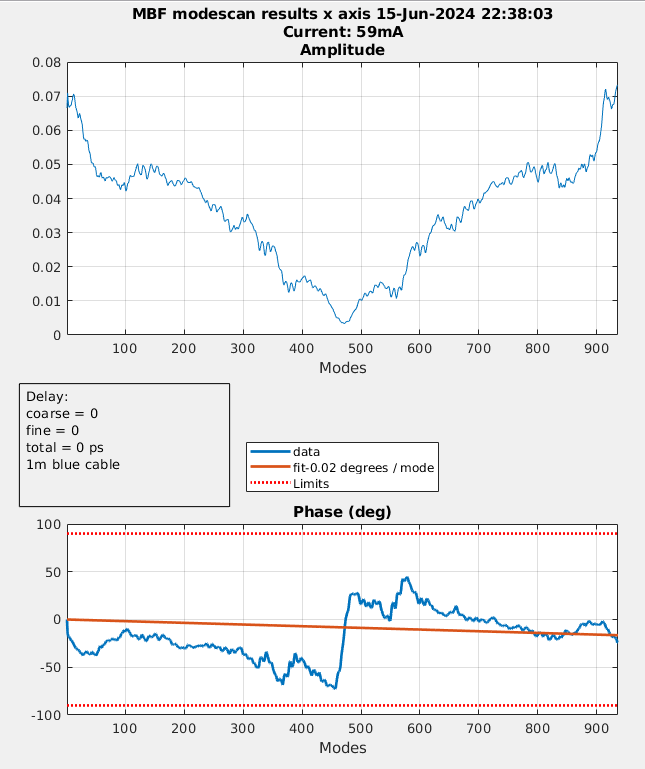 MBF modescan results x axis 15-Jun-2024 22:38:03
Current: 59mA
Amplitude
0.08
0.07
0.06
0.05
0.04
0.03
0.02
0.01
0
100 200 300 400 500 600 700 800 900
Modes
Delay:
coarse = 0
fine = 0
total = 0 ps
1m blue cable
data
fit-0.02 degrees / mode
Limits
Phase (deg)
100
50
0
-50
-100
100 200 300 400 500 600 700 800 900
Modes